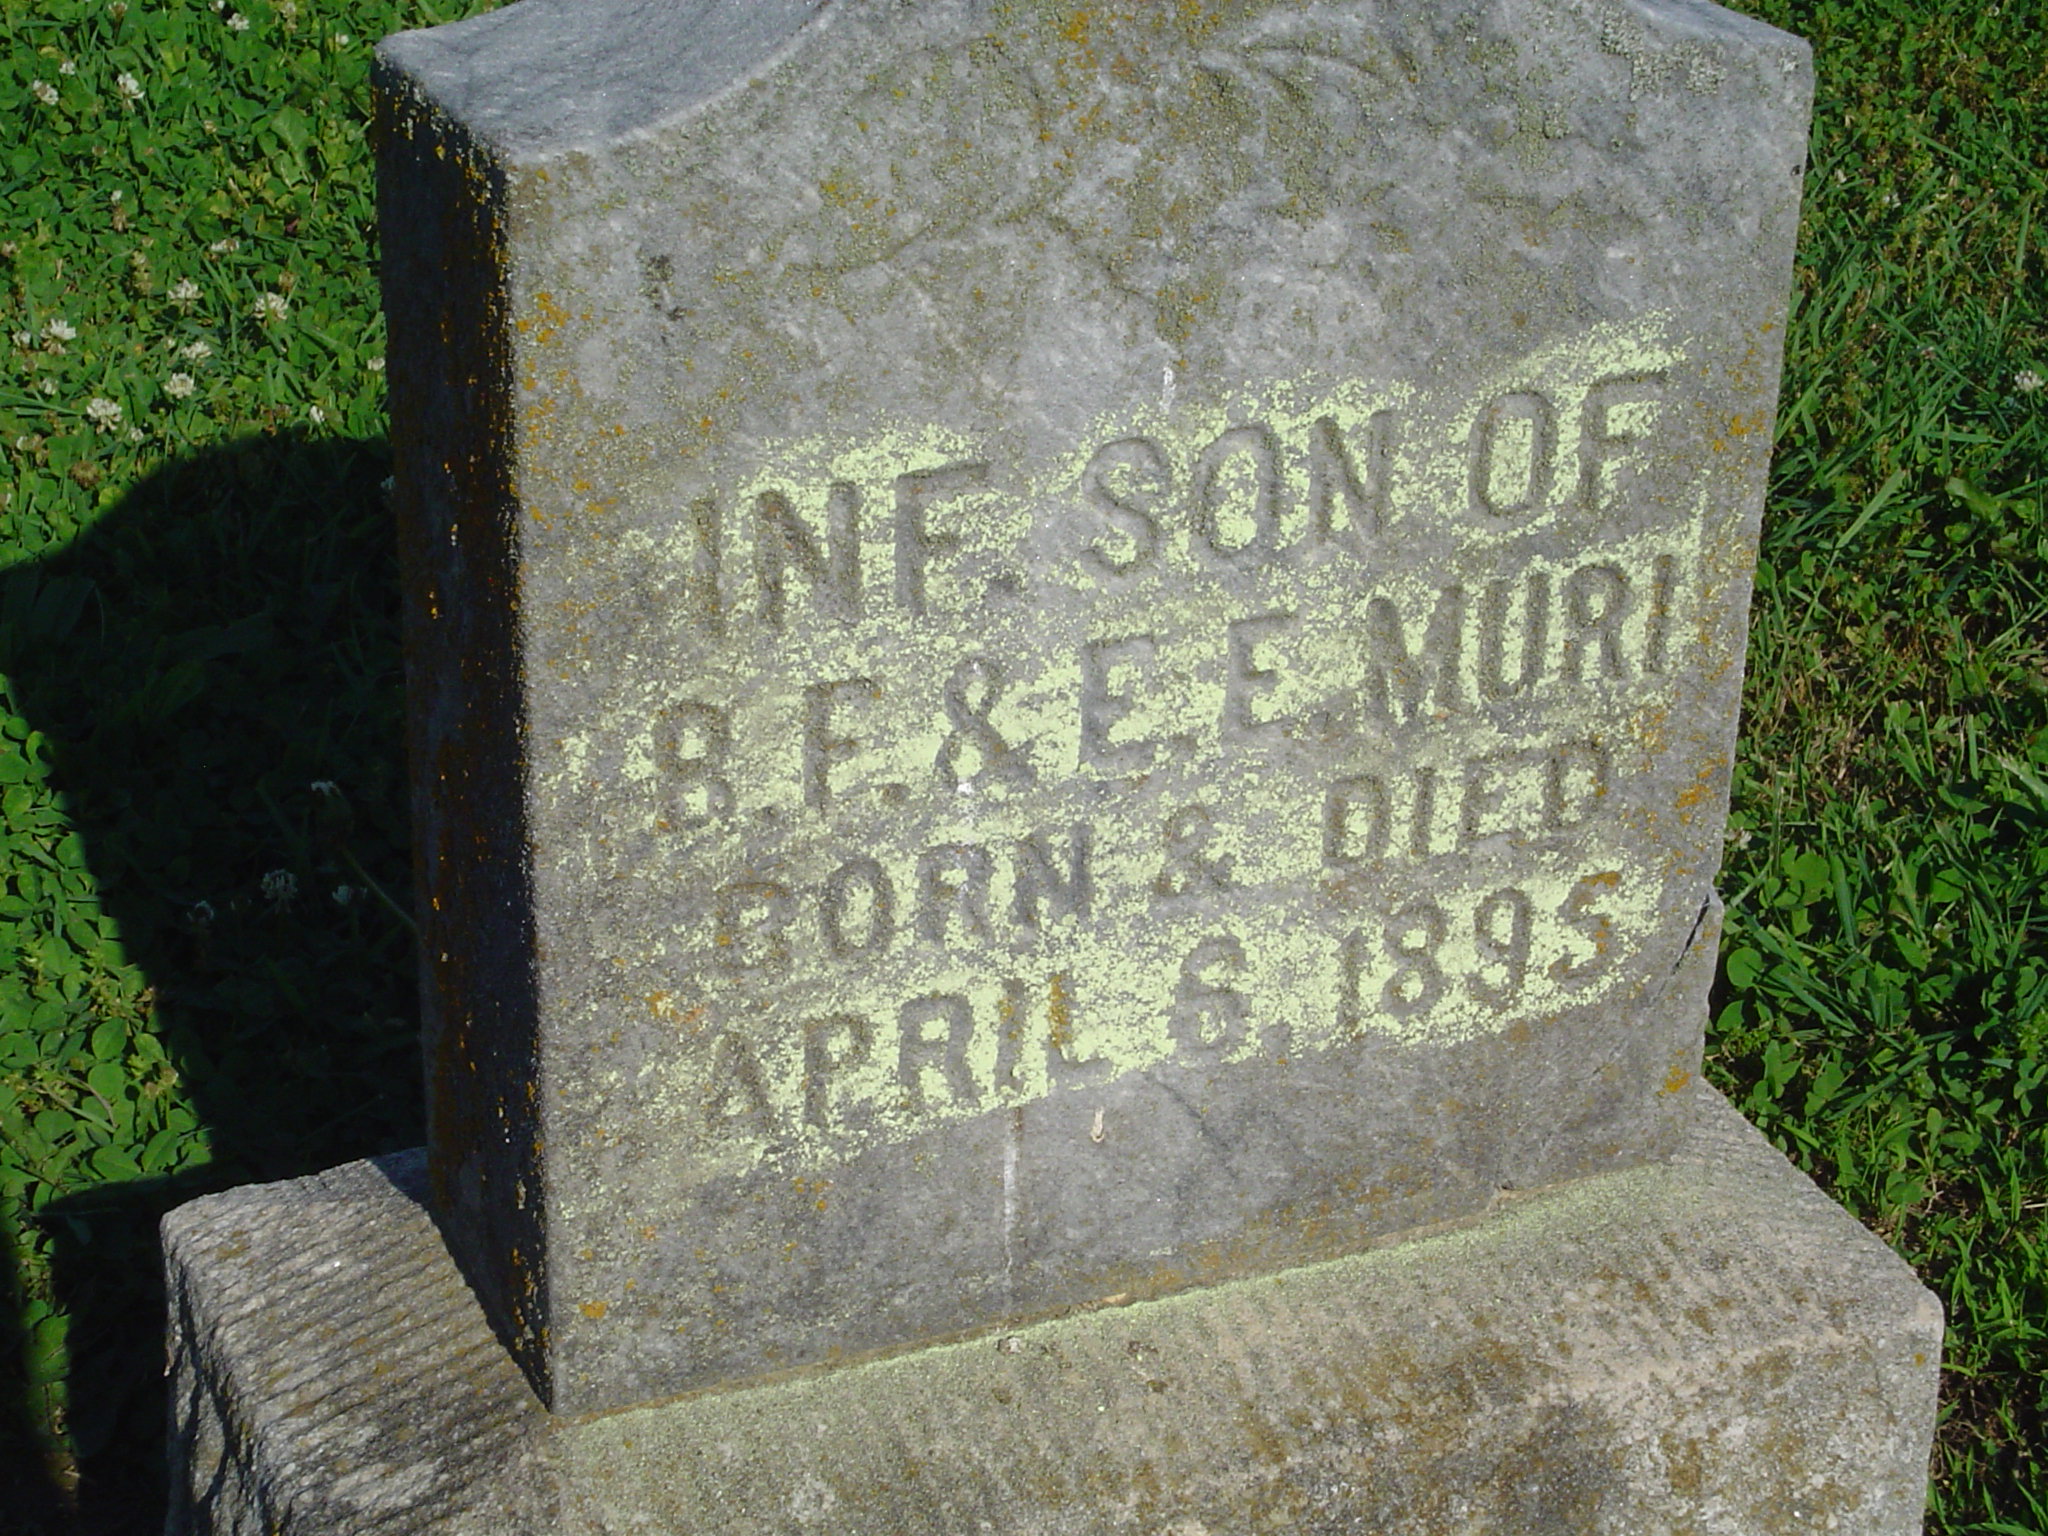 INF. SON OF
B.F. & E.E. MURI
BORN & DIED
APRIL 6. 1895